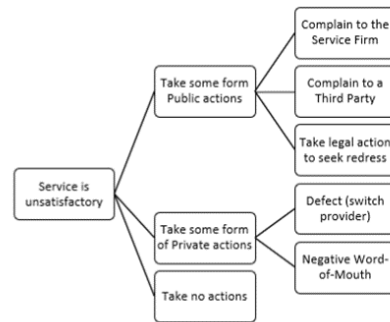 Service is
unsatisfactory
Take some form
Public actions
Complain to the
Service Firm
Complain to a
Third Party
Take legal action
to seek redress
Take some form
of Private actions
Defect (switch
provider)
Negative Word-
of-Mouth
Take no actions